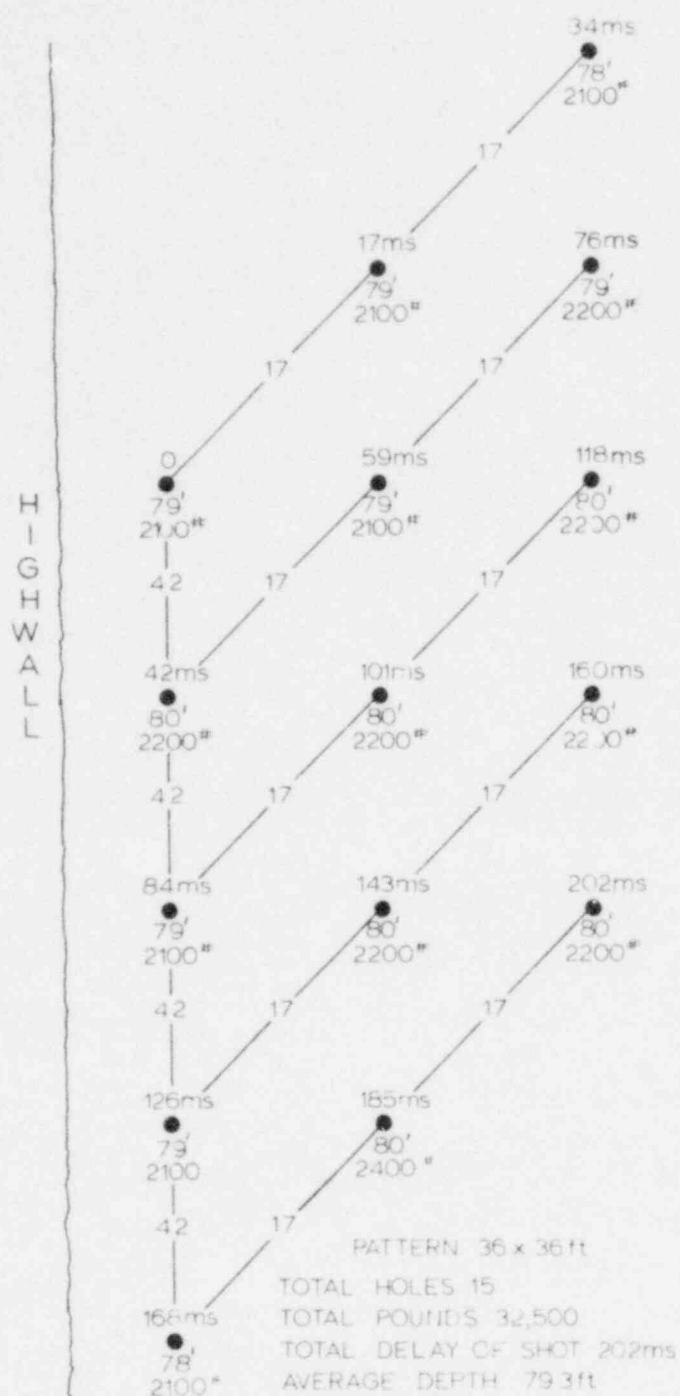 HIGHWALL
34ms
78'
2100#
17
17ms
79'
2100#
76ms
79'
2200#
17
17
0
79'
2100#
59ms
79'
2100#
118ms
80'
2200#
42
17
17
42ms
80'
2200#
101ms
80'
2200#
160ms
80'
2200#
42
17
17
84ms
79'
2100#
143ms
80'
2200#
202ms
80'
2200#
42
17
17
126ms
79'
2100
185ms
80'
2400#
42
17
168ms
78'
2100#
PATTERN 36 x 36 ft
TOTAL HOLES 15
TOTAL POUNDS 32,500
TOTAL DELAY OF SHOT 202ms
AVERAGE DEPTH 79.3ft